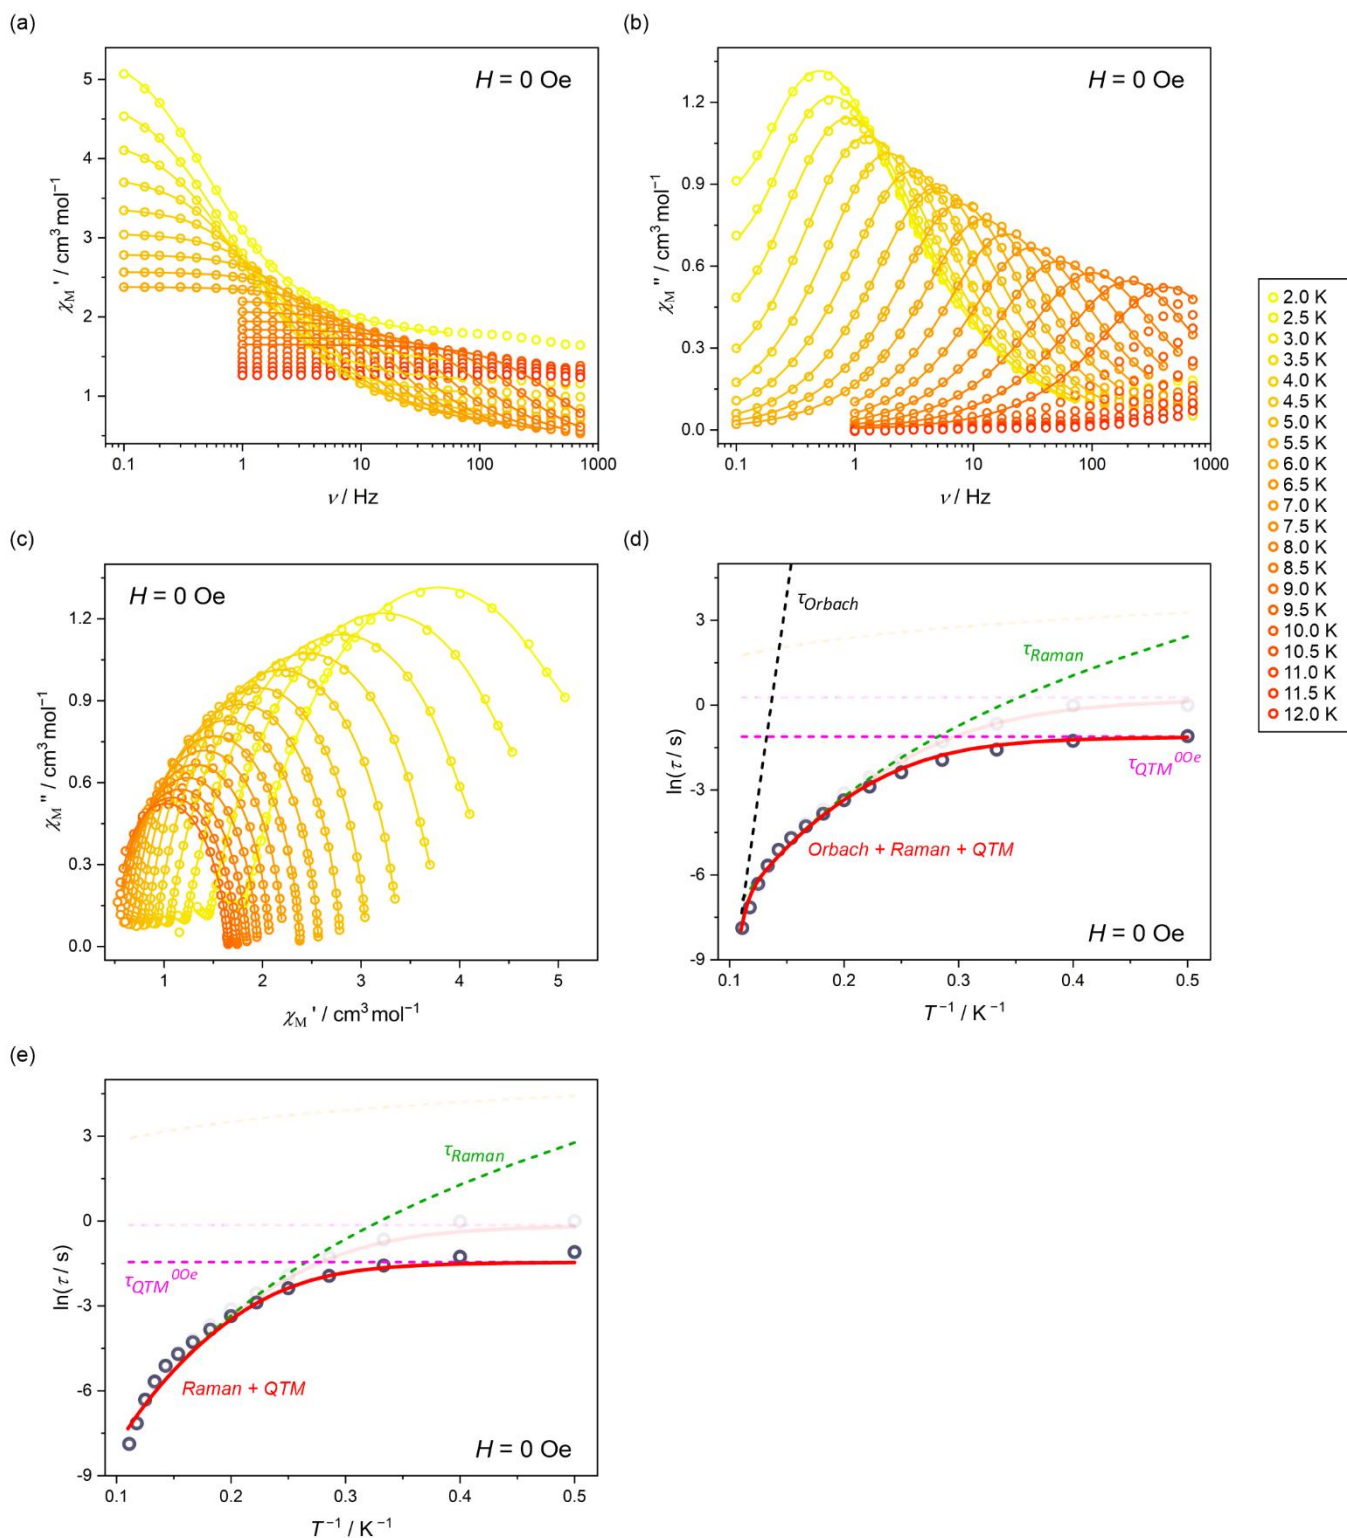 (a)
H = 0 Oe
5
4
3
2
1
χM' / cm³ mol⁻¹
0.1 1 10 100 1000
ν / Hz
(b)
H = 0 Oe
1.2
0.9
0.6
0.3
0.0
χM'' / cm³ mol⁻¹
0.1 1 10 100 1000
ν / Hz
2.0 K
2.5 K
3.0 K
3.5 K
4.0 K
4.5 K
5.0 K
5.5 K
6.0 K
6.5 K
7.0 K
7.5 K
8.0 K
8.5 K
9.0 K
9.5 K
10.0 K
10.5 K
11.0 K
11.5 K
12.0 K
(c)
H = 0 Oe
1.2
0.9
0.6
0.3
0.0
χM'' / cm³ mol⁻¹
1 2 3 4 5
χM' / cm³ mol⁻¹
(d)
τOrbach
τRaman
τQTM⁰ᴼᵉ
Orbach + Raman + QTM
H = 0 Oe
3
0
-3
-6
-9
ln(τ / s)
0.1 0.2 0.3 0.4 0.5
T⁻¹ / K⁻¹
(e)
τRaman
τQTM⁰ᴼᵉ
Raman + QTM
H = 0 Oe
3
0
-3
-6
-9
ln(τ / s)
0.1 0.2 0.3 0.4 0.5
T⁻¹ / K⁻¹